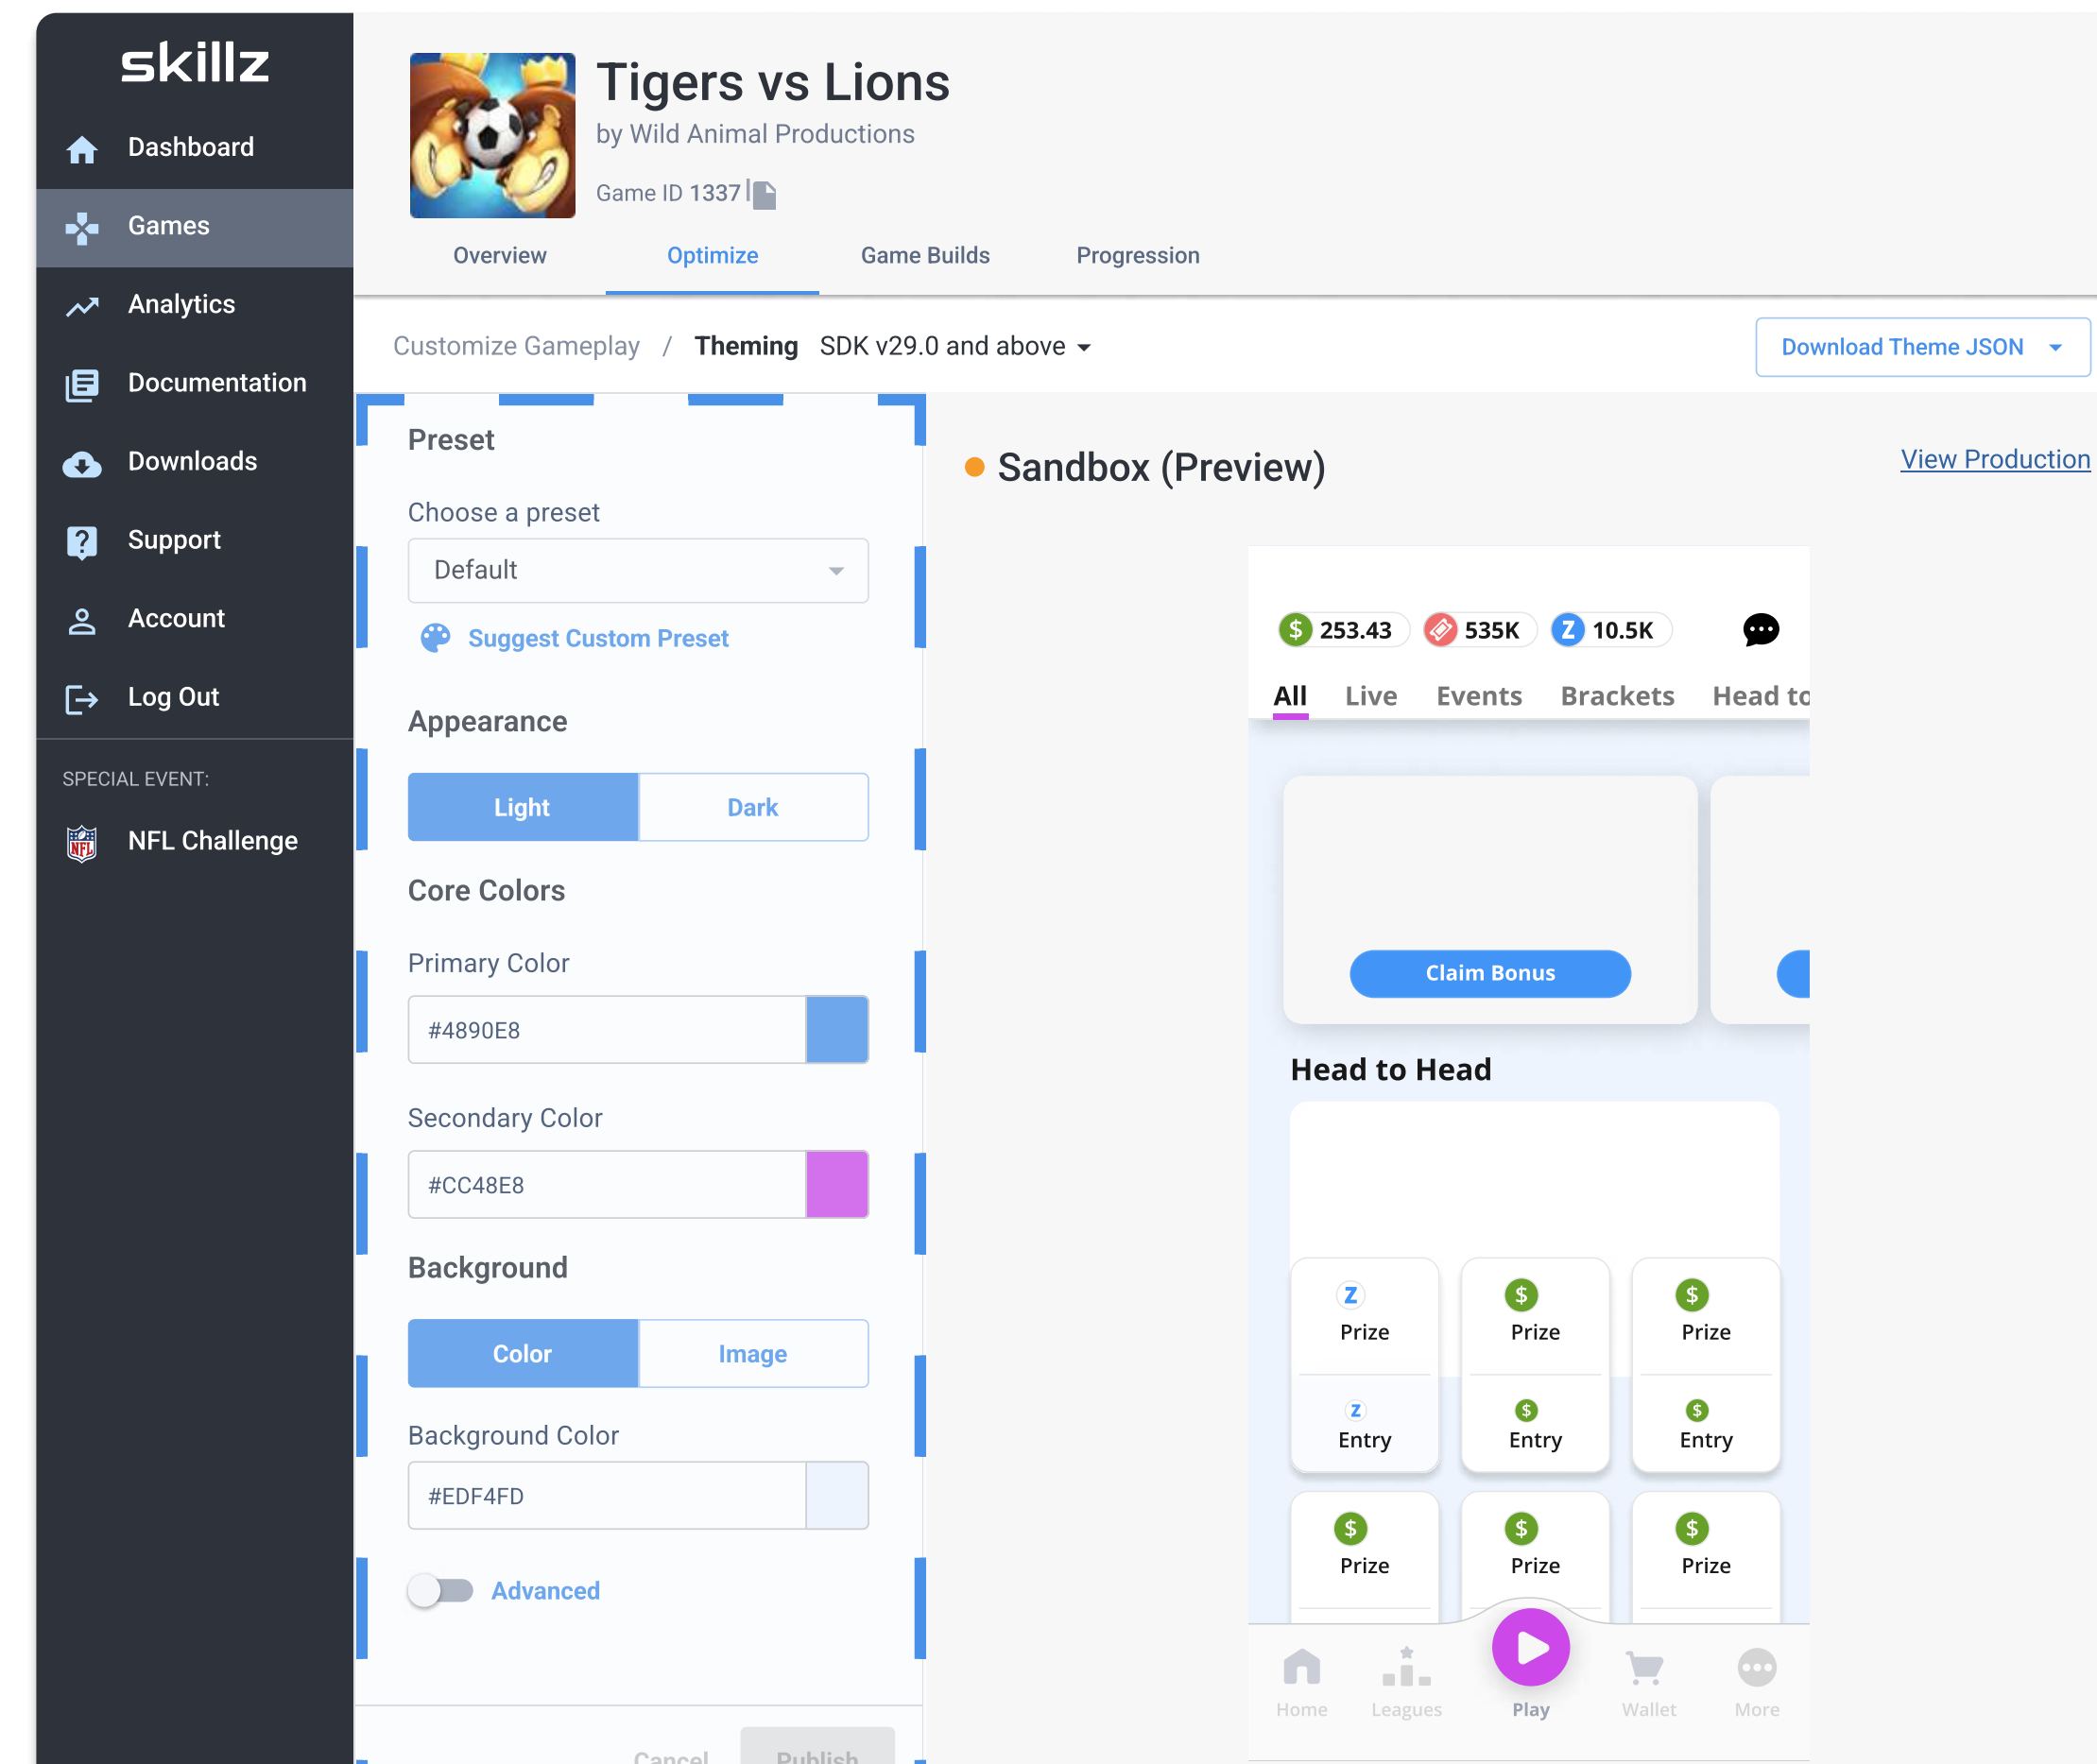 skillz
Dashboard
Games
Analytics
Documentation
Downloads
Support
Account
Log Out
SPECIAL EVENT:
NFL
NFL Challenge
Tigers vs Lions
by Wild Animal Productions
Game ID 1337
Overview Optimize Game Builds Progression
Customize Gameplay / Theming SDK v29.0 and above
Download Theme JSON
Preset
Choose a preset
Default
Suggest Custom Preset
Appearance
Light Dark
Core Colors
Primary Color
#4890E8
Secondary Color
#CC48E8
Background
Color Image
Background Color
#EDF4FD
Advanced
Cancel Publish
Sandbox (Preview)
View Production
$ 253.43 535K Z 10.5K
All Live Events Brackets Head to
Claim Bonus
Head to Head
Z $ $
Prize Prize Prize
Z $ $
Entry Entry Entry
$ $ $
Prize Prize Prize
Home Leagues Play Wallet More